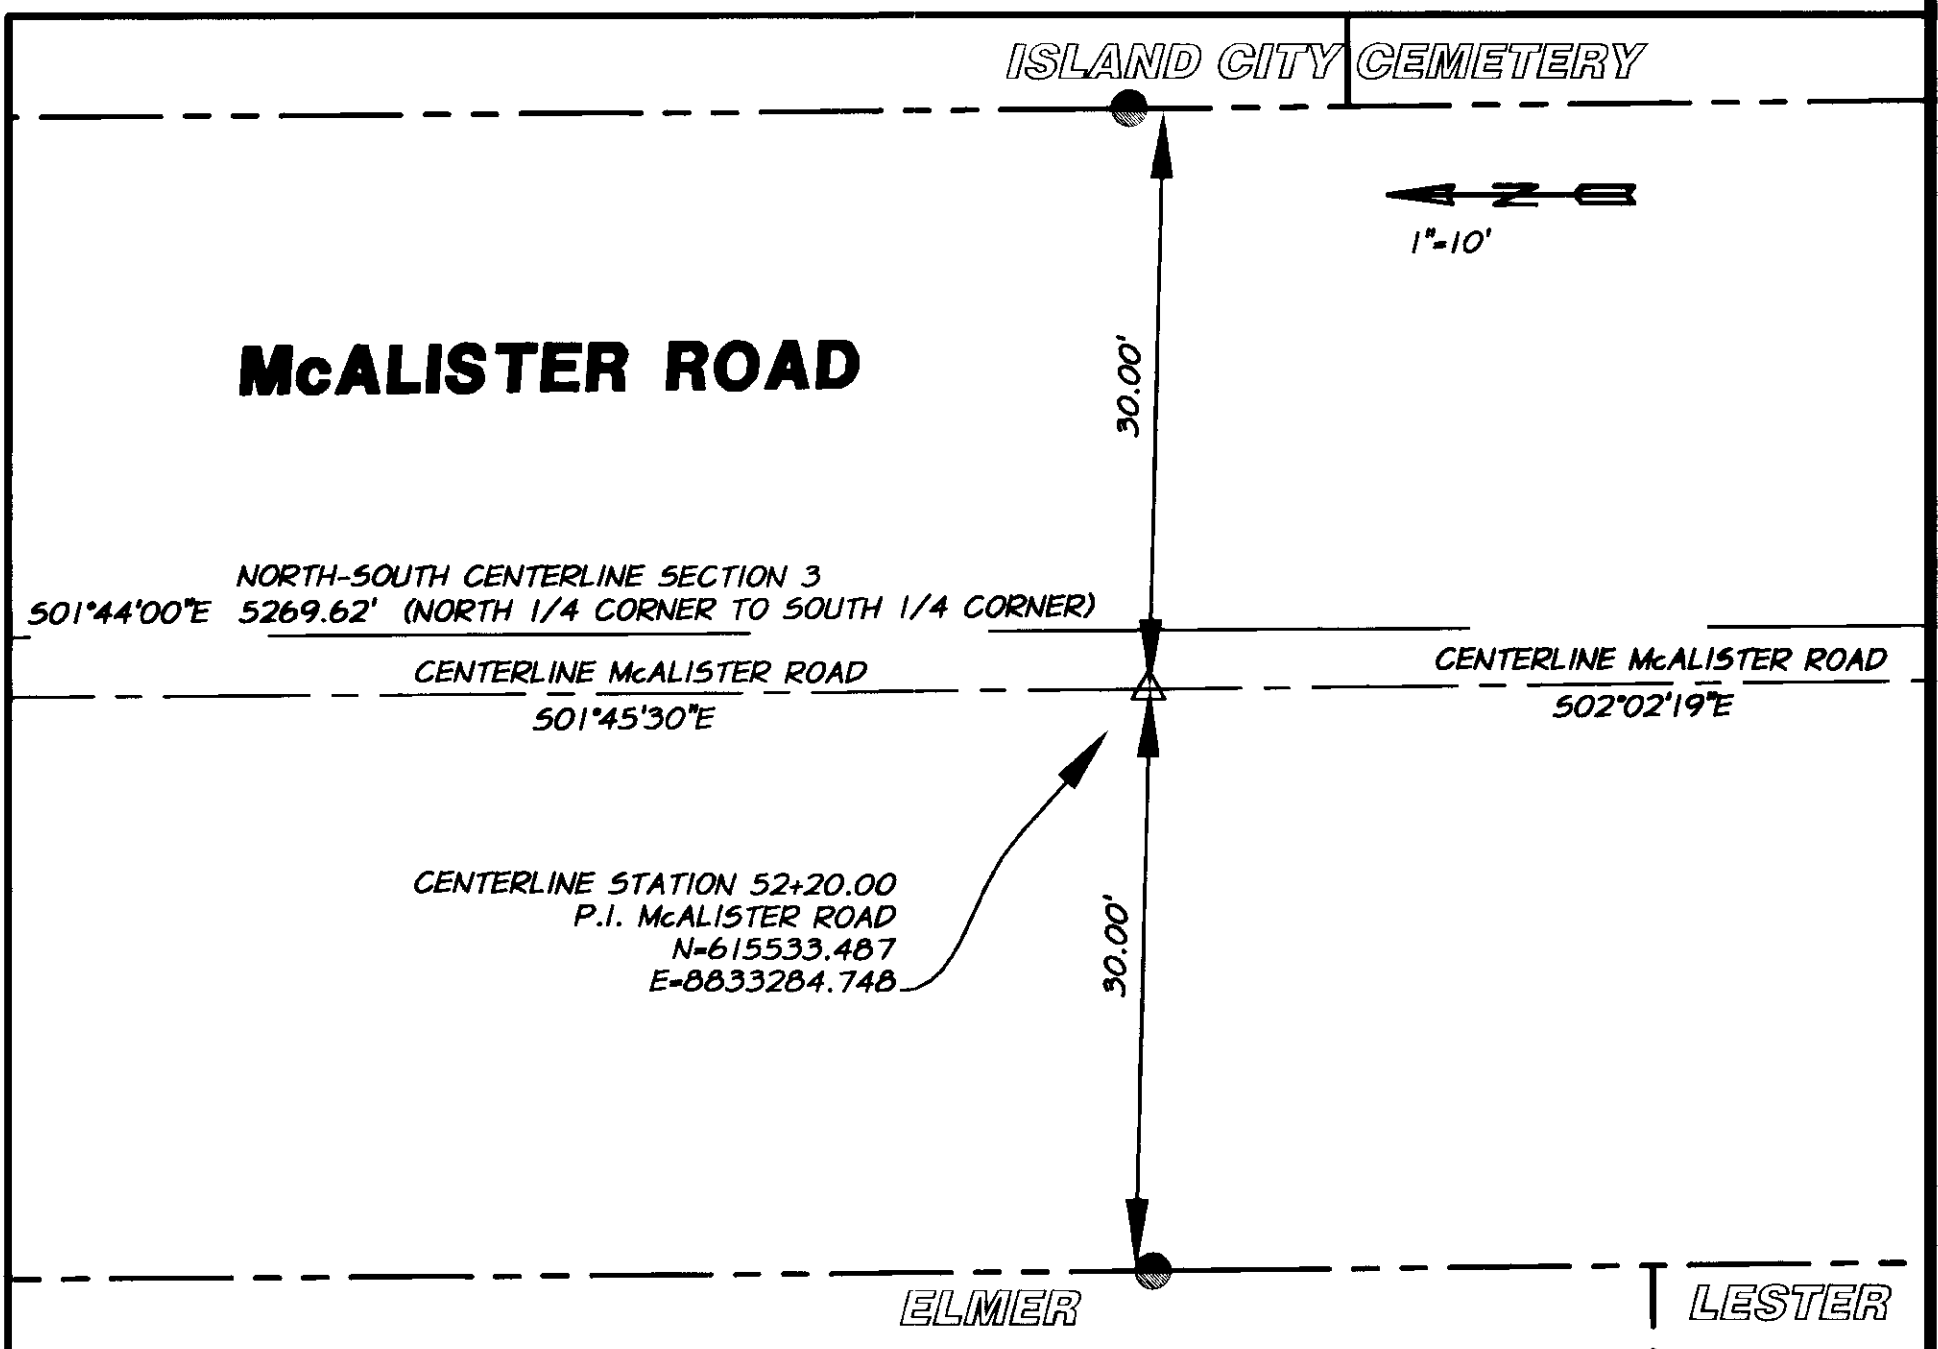 ISLAND CITY CEMETERY
N
1"=10'
30.00'
McALISTER ROAD
NORTH-SOUTH CENTERLINE SECTION 3
S01°44'00"E 5269.62' (NORTH 1/4 CORNER TO SOUTH 1/4 CORNER)
CENTERLINE McALISTER ROAD
S01°45'30"E
CENTERLINE McALISTER ROAD
S02°02'19"E
CENTERLINE STATION 52+20.00
P.I. McALISTER ROAD
N=615533.487
E=8833284.748
30.00'
ELMER
LESTER